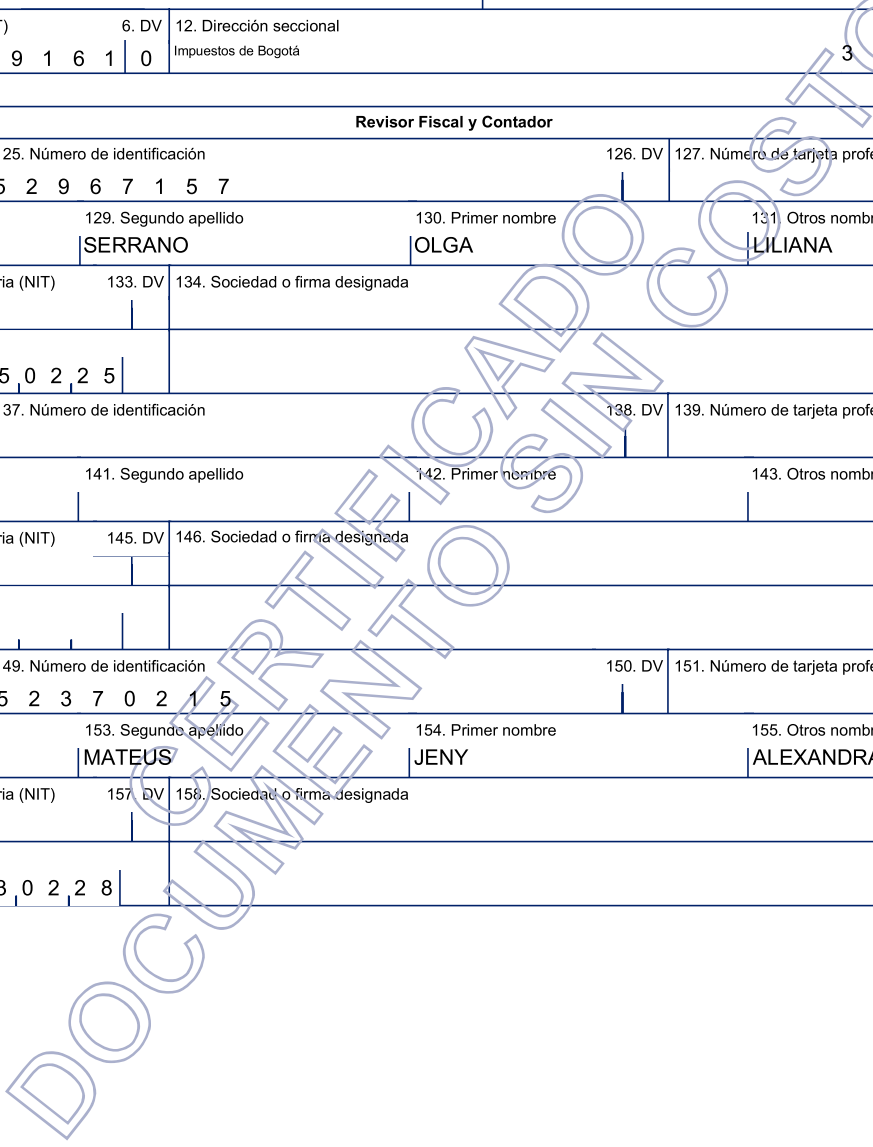 T) 6. DV 12. Dirección seccional
9 1 6 1 0 Impuestos de Bogotá 3
Revisor Fiscal y Contador
25. Número de identificación 126. DV 127. Número de tarjeta profe
5 2 9 6 7 1 5 7
129. Segundo apellido 130. Primer nombre 131. Otros nombr
SERRANO OLGA LILIANA
ria (NIT) 133. DV 134. Sociedad o firma designada
5 0 2 2 5
37. Número de identificación 138. DV 139. Número de tarjeta profe
141. Segundo apellido 142. Primer nombre 143. Otros nombr
ria (NIT) 145. DV 146. Sociedad o firma designada
49. Número de identificación 150. DV 151. Número de tarjeta profe
5 2 3 7 0 2 1 5
153. Segundo apellido 154. Primer nombre 155. Otros nombr
MATEUS JENY ALEXANDRA
ria (NIT) 157. DV 158. Sociedad o firma designada
3 0 2 2 8
CERTIFICADO
DOCUMENTO SIN COSTO